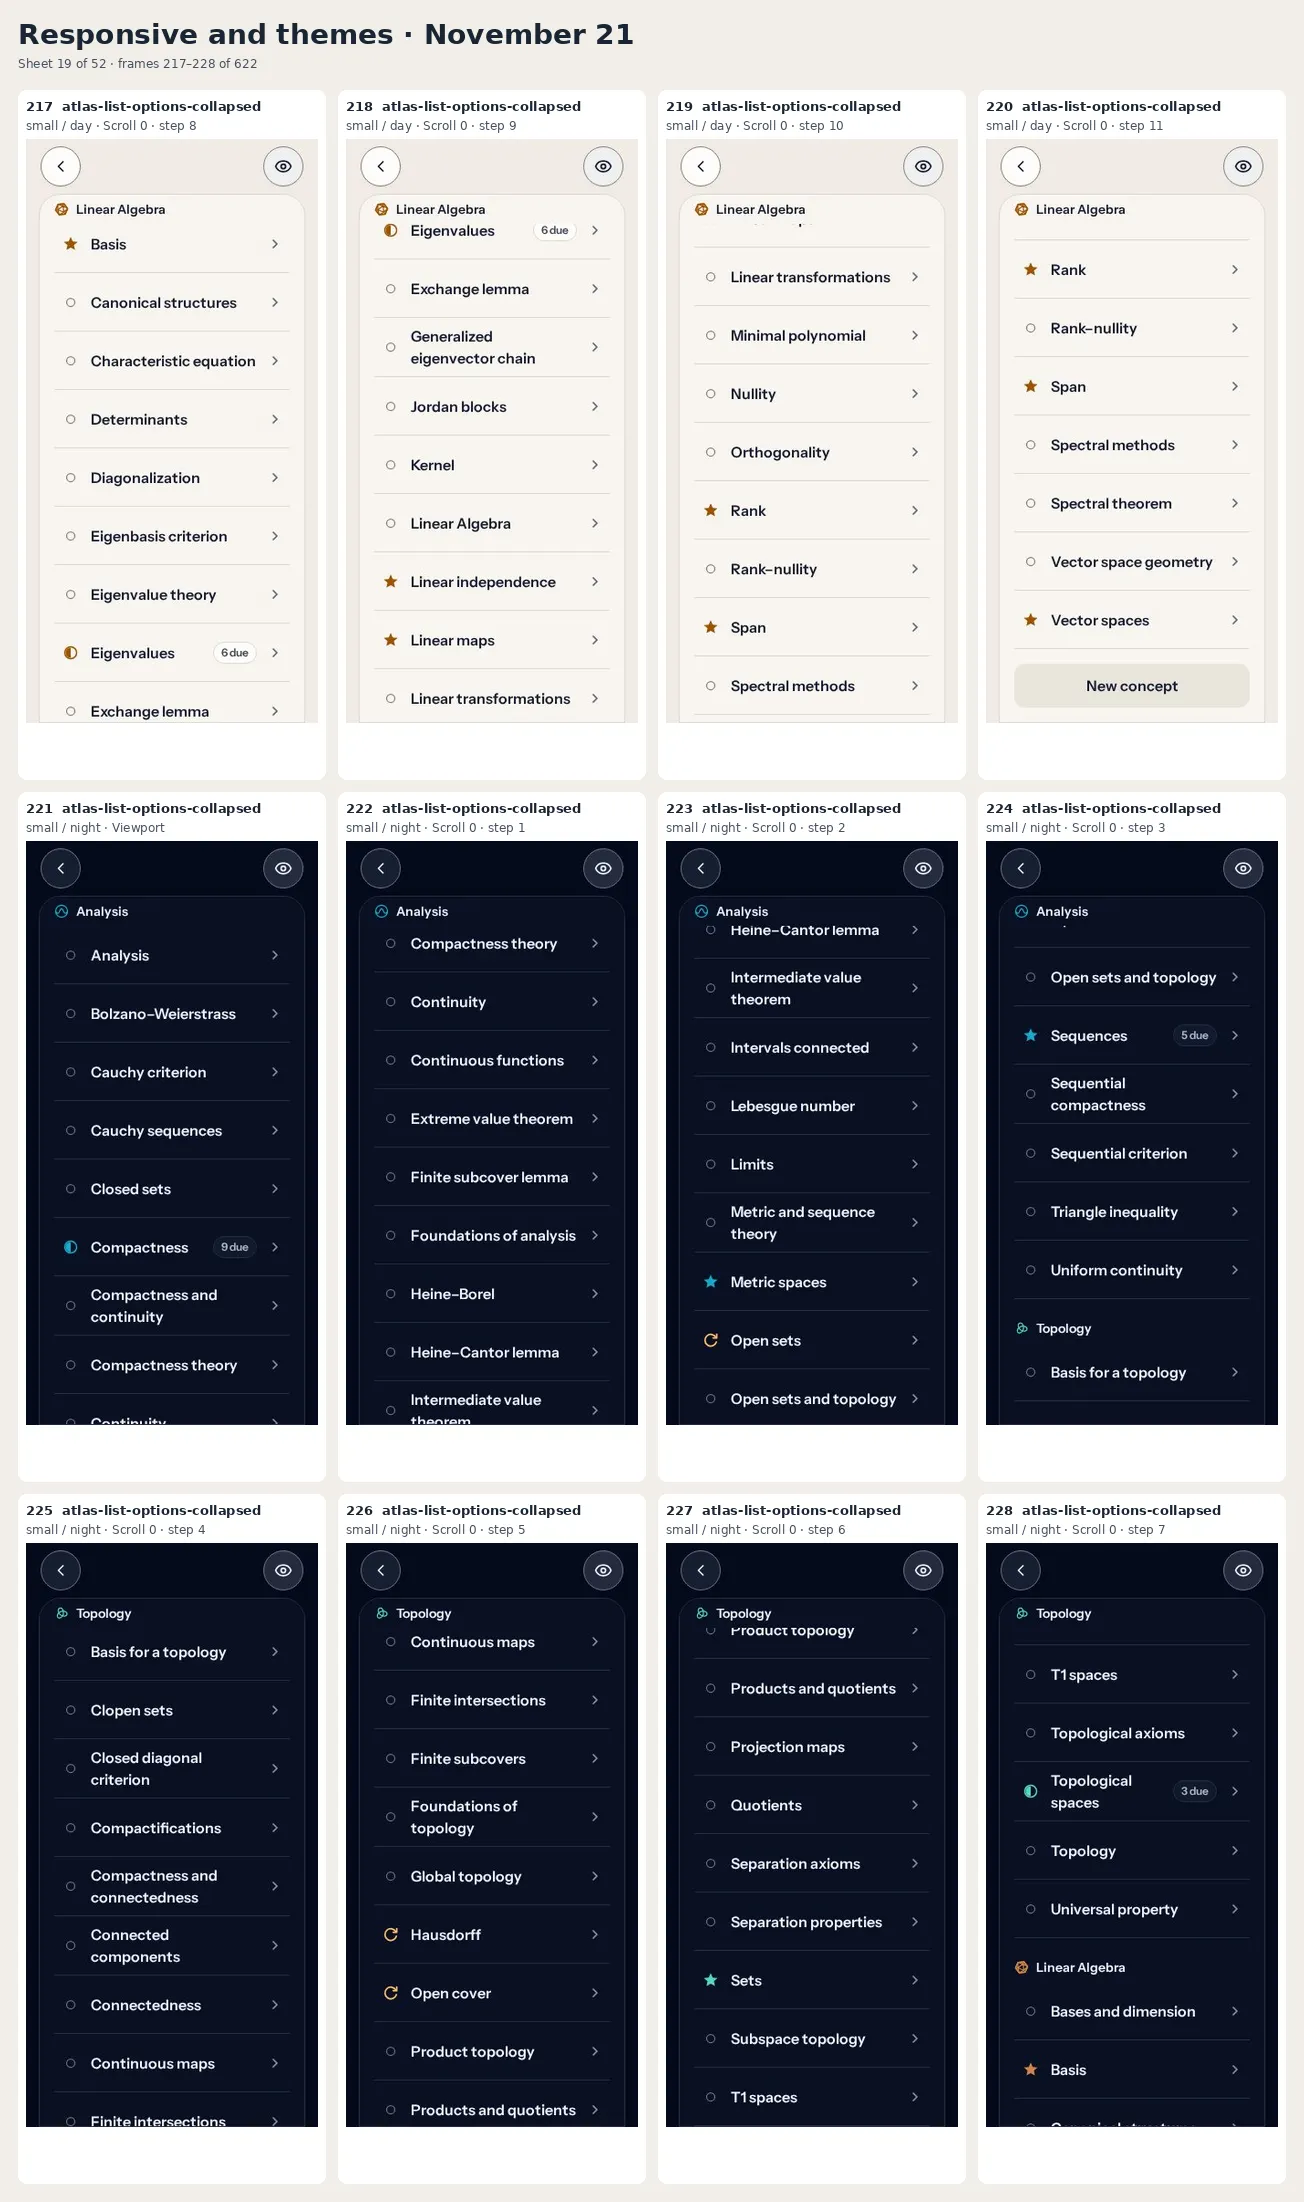 Responsive and themes · November 21
Sheet 19 of 52 · frames 217–228 of 622
217 atlas-list-options-collapsed
small / day · Scroll 0 · step 8
Linear Algebra
Basis
Canonical structures
Characteristic equation
Determinants
Diagonalization
Eigenbasis criterion
Eigenvalue theory
Eigenvalues 6 due
Exchange lemma
218 atlas-list-options-collapsed
small / day · Scroll 0 · step 9
Linear Algebra
Eigenvalues 6 due
Exchange lemma
Generalized
eigenvector chain
Jordan blocks
Kernel
Linear Algebra
Linear independence
Linear maps
Linear transformations
219 atlas-list-options-collapsed
small / day · Scroll 0 · step 10
Linear Algebra
Linear transformations
Minimal polynomial
Nullity
Orthogonality
Rank
Rank–nullity
Span
Spectral methods
220 atlas-list-options-collapsed
small / day · Scroll 0 · step 11
Linear Algebra
Rank
Rank–nullity
Span
Spectral methods
Spectral theorem
Vector space geometry
Vector spaces
New concept
221 atlas-list-options-collapsed
small / night · Viewport
Analysis
Analysis
Bolzano–Weierstrass
Cauchy criterion
Cauchy sequences
Closed sets
Compactness 9 due
Compactness and
continuity
Compactness theory
Continuity
222 atlas-list-options-collapsed
small / night · Scroll 0 · step 1
Analysis
Compactness theory
Continuity
Continuous functions
Extreme value theorem
Finite subcover lemma
Foundations of analysis
Heine–Borel
Heine–Cantor lemma
Intermediate value
theorem
223 atlas-list-options-collapsed
small / night · Scroll 0 · step 2
Analysis
Heine–Cantor lemma
Intermediate value
theorem
Intervals connected
Lebesgue number
Limits
Metric and sequence
theory
Metric spaces
Open sets
Open sets and topology
224 atlas-list-options-collapsed
small / night · Scroll 0 · step 3
Analysis
Open sets and topology
Sequences 5 due
Sequential
compactness
Sequential criterion
Triangle inequality
Uniform continuity
Topology
Basis for a topology
225 atlas-list-options-collapsed
small / night · Scroll 0 · step 4
Topology
Basis for a topology
Clopen sets
Closed diagonal
criterion
Compactifications
Compactness and
connectedness
Connected
components
Connectedness
Continuous maps
Finite intersections
226 atlas-list-options-collapsed
small / night · Scroll 0 · step 5
Topology
Continuous maps
Finite intersections
Finite subcovers
Foundations of
topology
Global topology
Hausdorff
Open cover
Product topology
Products and quotients
227 atlas-list-options-collapsed
small / night · Scroll 0 · step 6
Topology
Product topology
Products and quotients
Projection maps
Quotients
Separation axioms
Separation properties
Sets
Subspace topology
T1 spaces
228 atlas-list-options-collapsed
small / night · Scroll 0 · step 7
Topology
T1 spaces
Topological axioms
Topological
spaces 3 due
Topology
Universal property
Linear Algebra
Bases and dimension
Basis